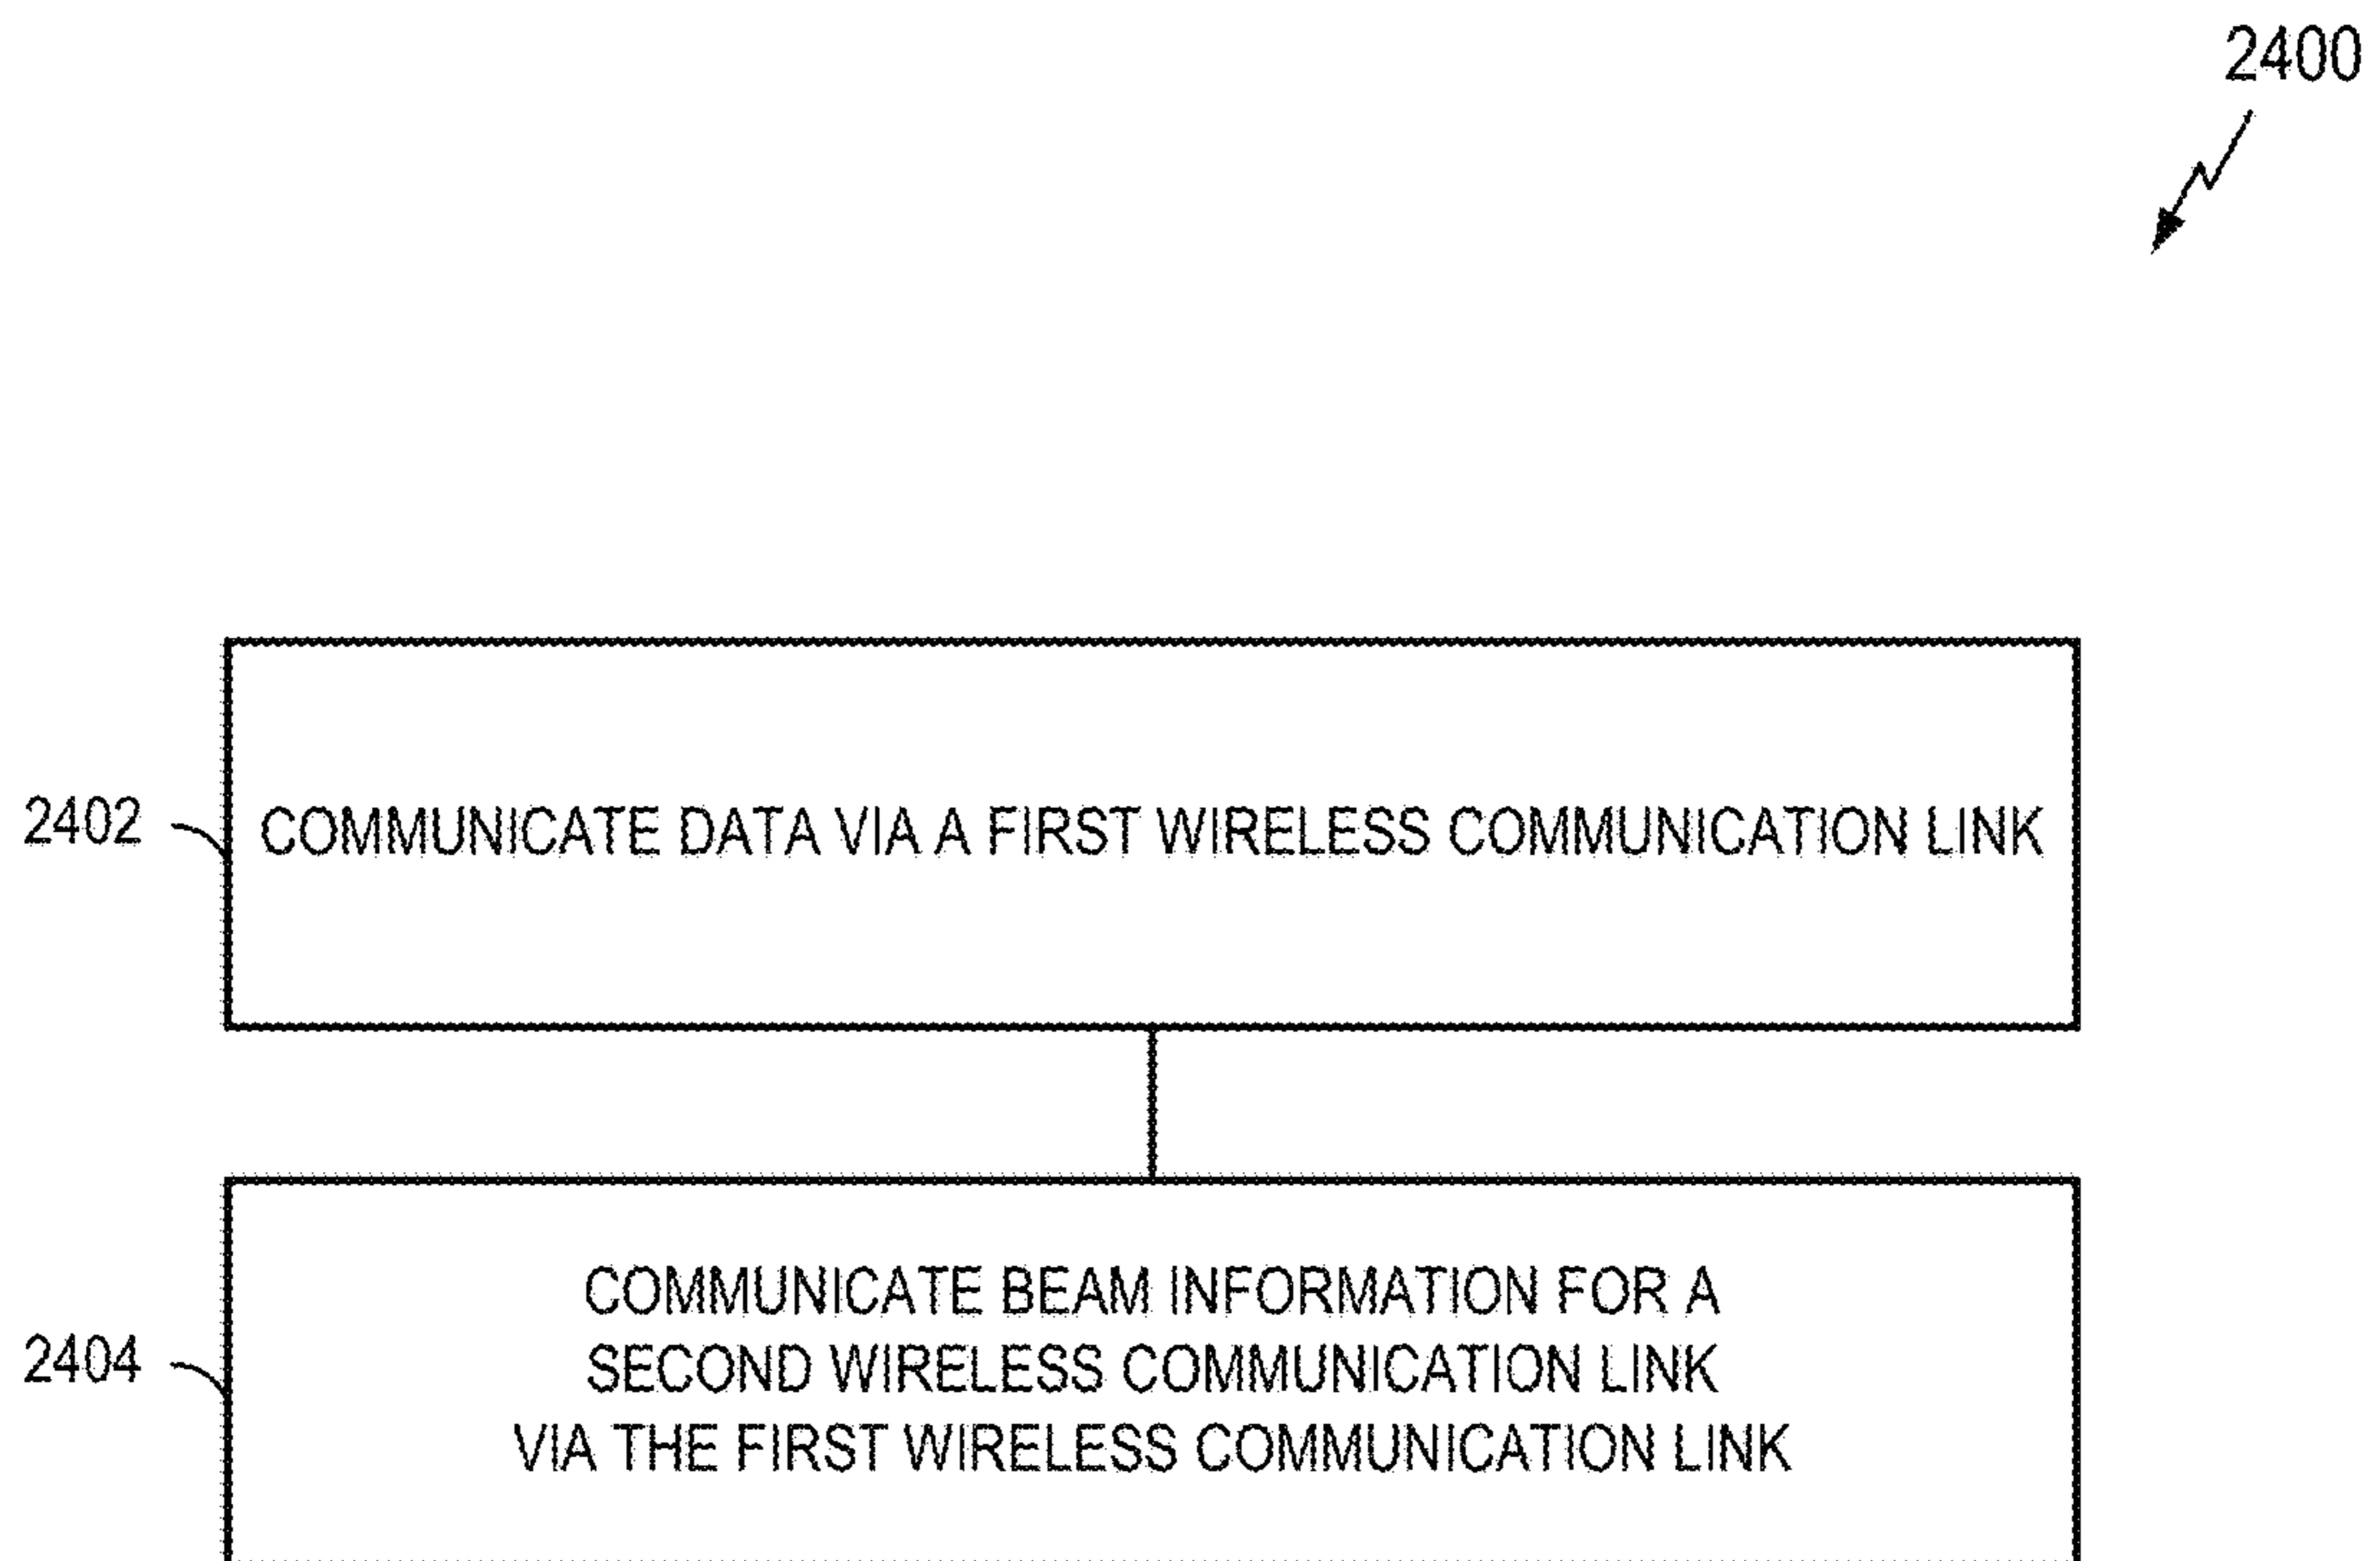 2400
2402
COMMUNICATE DATA VIA A FIRST WIRELESS COMMUNICATION LINK
2404
COMMUNICATE BEAM INFORMATION FOR A
SECOND WIRELESS COMMUNICATION LINK
VIA THE FIRST WIRELESS COMMUNICATION LINK